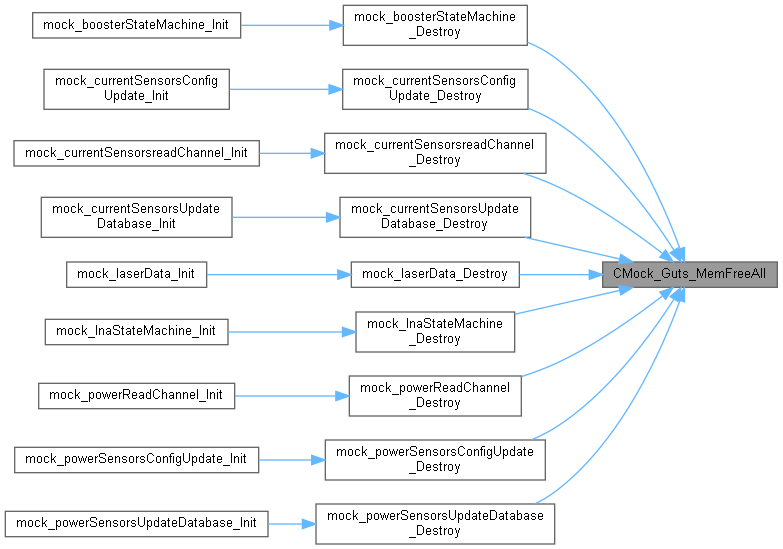 mock_boosterStateMachine_Init
mock_boosterStateMachine
_Destroy
mock_currentSensorsConfig
Update_Init
mock_currentSensorsConfig
Update_Destroy
mock_currentSensorsreadChannel_Init
mock_currentSensorsreadChannel
_Destroy
mock_currentSensorsUpdate
Database_Init
mock_currentSensorsUpdate
Database_Destroy
mock_laserData_Init
mock_laserData_Destroy
CMock_Guts_MemFreeAll
mock_lnaStateMachine_Init
mock_lnaStateMachine
_Destroy
mock_powerReadChannel_Init
mock_powerReadChannel
_Destroy
mock_powerSensorsConfigUpdate_Init
mock_powerSensorsConfigUpdate
_Destroy
mock_powerSensorsUpdateDatabase_Init
mock_powerSensorsUpdateDatabase
_Destroy